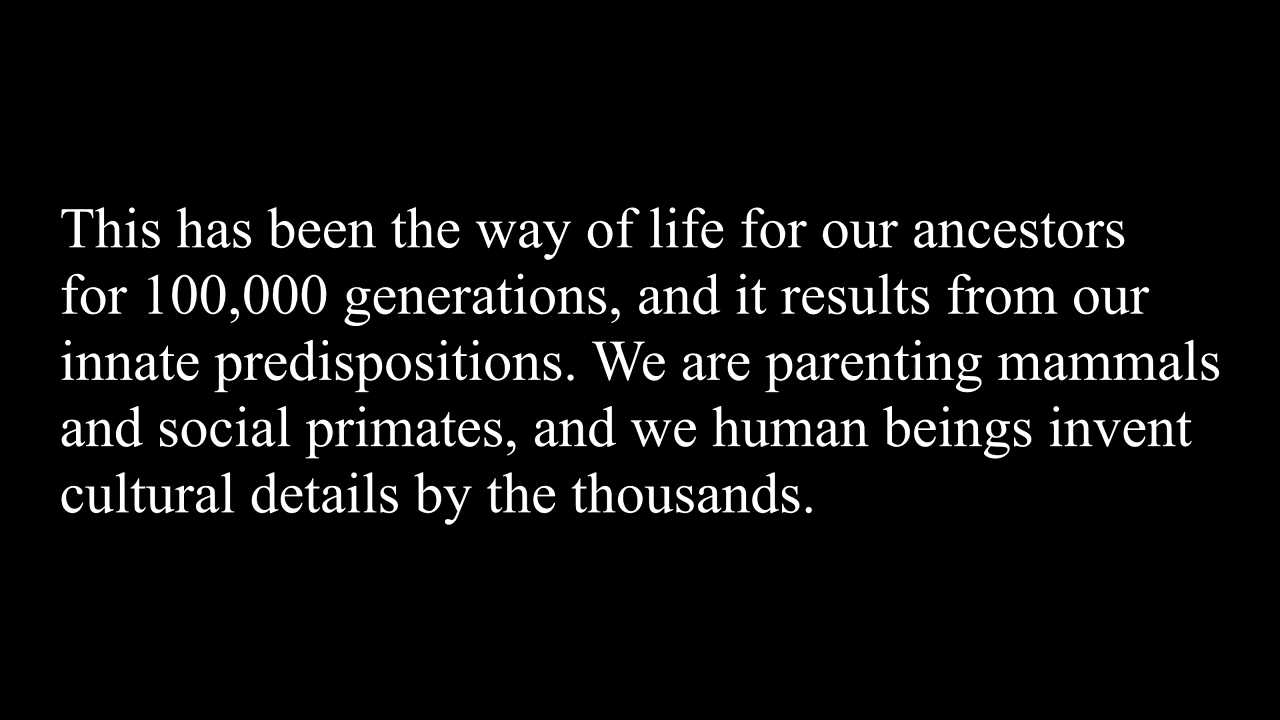 This has been the way of life for our ancestors
for 100,000 generations, and it results from our
innate predispositions. We are parenting mammals
and social primates, and we human beings invent
cultural details by the thousands.